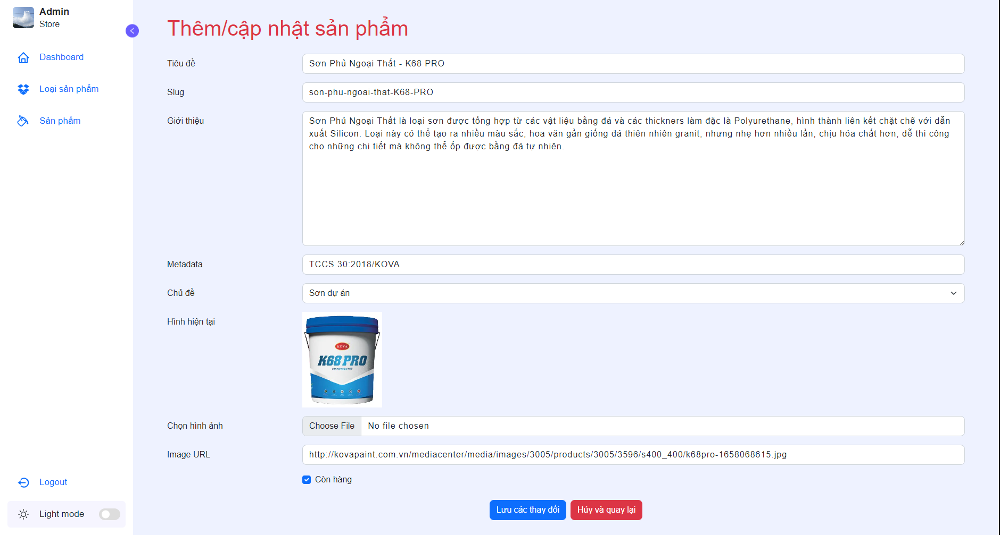 Admin
Store
Dashboard
Loại sản phẩm
Sản phẩm
Logout
Light mode
Thêm/cập nhật sản phẩm
Tiêu đề
Sơn Phủ Ngoại Thất - K68 PRO
Slug
son-phu-ngoai-that-K68-PRO
Giới thiệu
Sơn Phủ Ngoại Thất là loại sơn được tổng hợp từ các vật liệu bằng đá và các thickners làm đặc là Polyurethane, hình thành liên kết chặt chẽ với dẫn
xuất Silicon. Loại này có thể tạo ra nhiều màu sắc, hoa văn gần giống đá thiên nhiên granit, nhưng nhẹ hơn nhiều lần, chịu hóa chất hơn, dễ thi công
cho những chi tiết mà không thể ốp được bằng đá tự nhiên.
Metadata
TCCS 30:2018/KOVA
Chủ đề
Sơn dự án
Hình hiện tại
KOVA
K68 PRO
SƠN PHỦ NGOẠI THẤT
Chọn hình ảnh
Choose File No file chosen
Image URL
http://kovapaint.com.vn/mediacenter/media/images/3005/products/3005/3596/s400_400/k68pro-1658068615.jpg
Còn hàng
Lưu các thay đổi
Hủy và quay lại